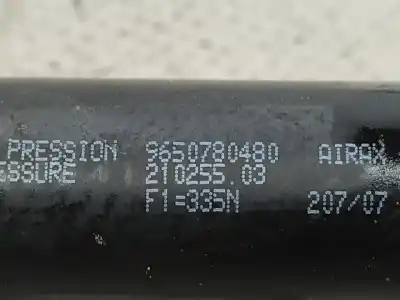 PRESSION 9650780480 AIRAX
SSURE 210255.03
F1=335N 207/07